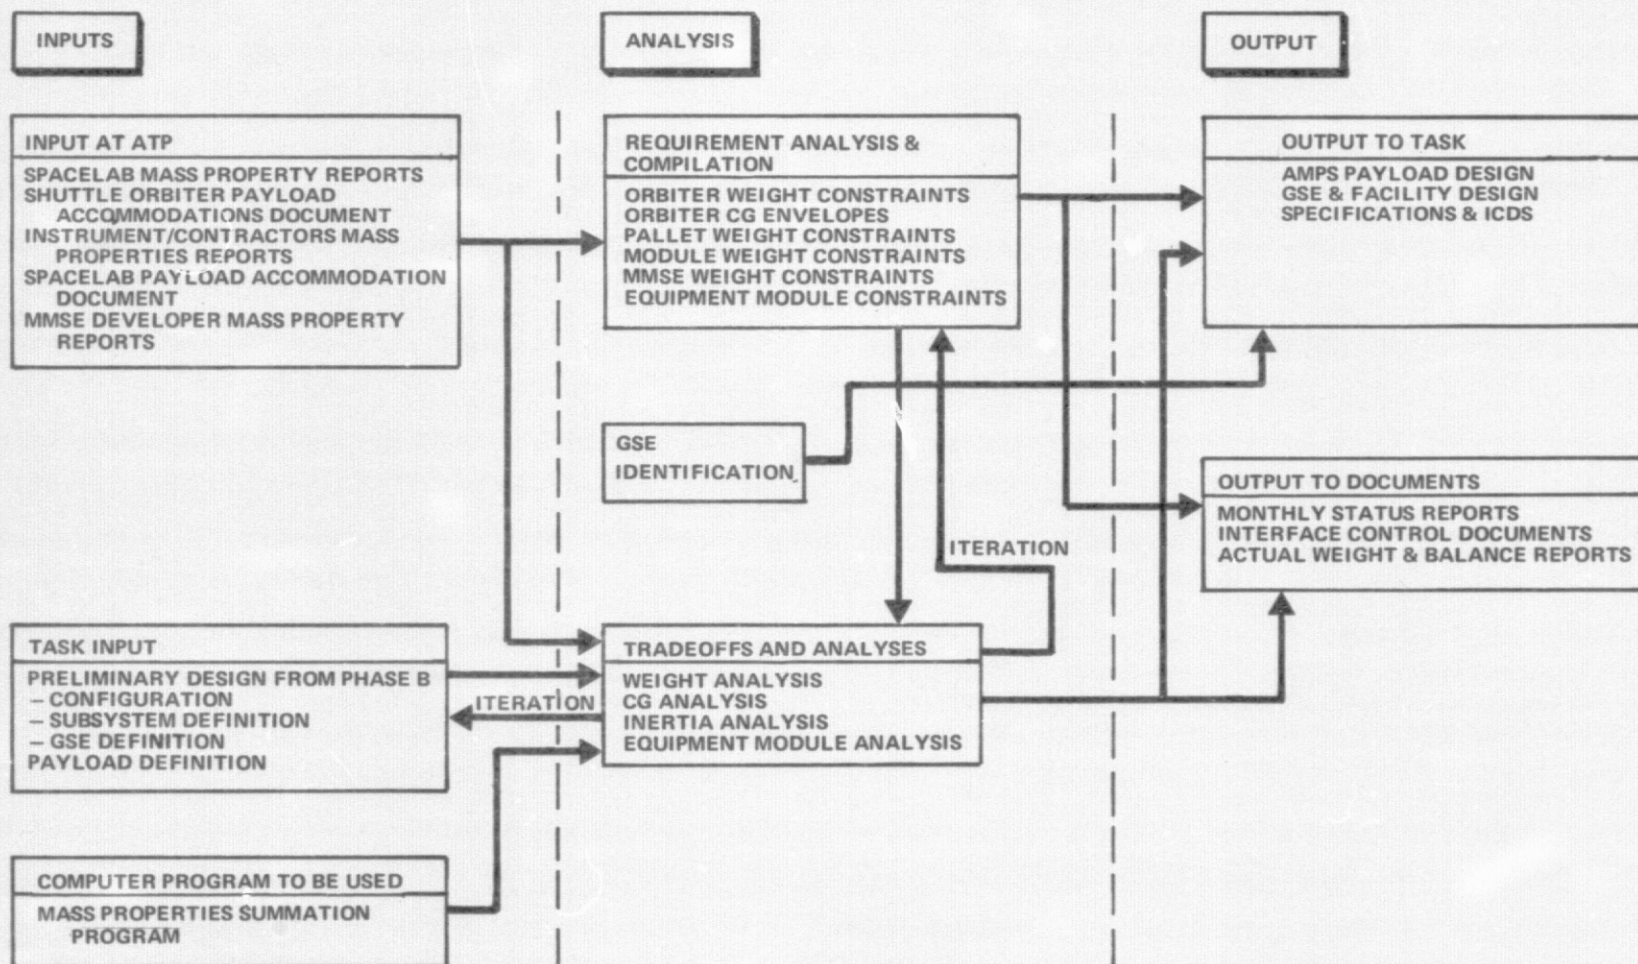 INPUTS
ANALYSIS
OUTPUT
INPUT AT ATP
SPACELAB MASS PROPERTY REPORTS
SHUTTLE ORBITER PAYLOAD
ACCOMMODATIONS DOCUMENT
INSTRUMENT/CONTRACTORS MASS
PROPERTIES REPORTS
SPACELAB PAYLOAD ACCOMMODATION
DOCUMENT
MMSE DEVELOPER MASS PROPERTY
REPORTS
REQUIREMENT ANALYSIS &
COMPILATION
ORBITER WEIGHT CONSTRAINTS
ORBITER CG ENVELOPES
PALLET WEIGHT CONSTRAINTS
MODULE WEIGHT CONSTRAINTS
MMSE WEIGHT CONSTRAINTS
EQUIPMENT MODULE CONSTRAINTS
OUTPUT TO TASK
AMPS PAYLOAD DESIGN
GSE & FACILITY DESIGN
SPECIFICATIONS & ICDS
GSE
IDENTIFICATION
OUTPUT TO DOCUMENTS
MONTHLY STATUS REPORTS
INTERFACE CONTROL DOCUMENTS
ACTUAL WEIGHT & BALANCE REPORTS
ITERATION
TASK INPUT
PRELIMINARY DESIGN FROM PHASE B
– CONFIGURATION
– SUBSYSTEM DEFINITION
– GSE DEFINITION
PAYLOAD DEFINITION
ITERATION
TRADEOFFS AND ANALYSES
WEIGHT ANALYSIS
CG ANALYSIS
INERTIA ANALYSIS
EQUIPMENT MODULE ANALYSIS
COMPUTER PROGRAM TO BE USED
MASS PROPERTIES SUMMATION
PROGRAM